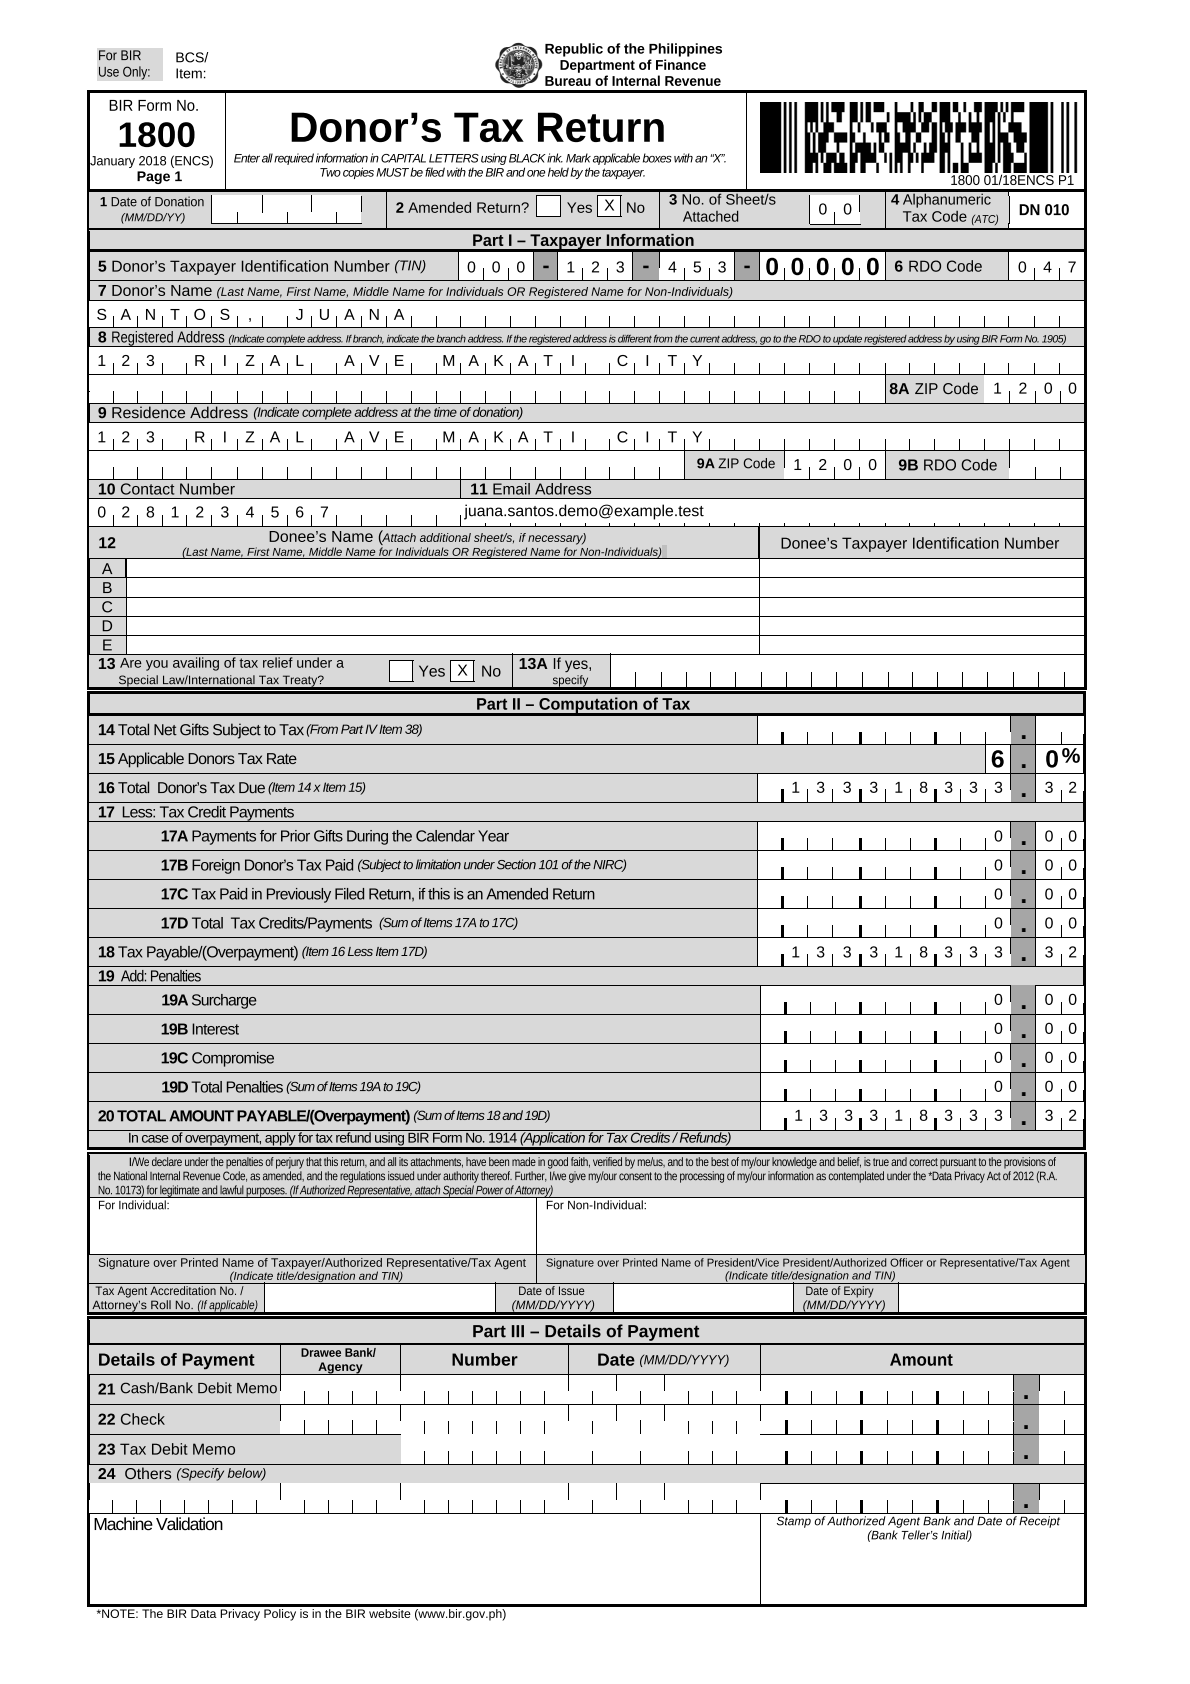 For BIR Use Only:
BCS/ Item:
Republic of the Philippines
Department of Finance
Bureau of Internal Revenue
BIR Form No.
1800
January 2018 (ENCS)
Page 1
Donor's Tax Return
Enter all required information in CAPITAL LETTERS using BLACK ink. Mark applicable boxes with an "X".
Two copies MUST be filed with the BIR and one held by the taxpayer.
1800 01/18ENCS P1
1 Date of Donation (MM/DD/YY)
2 Amended Return? Yes X No
3 No. of Sheet/s Attached 0 0
4 Alphanumeric Tax Code (ATC) DN 010
Part I – Taxpayer Information
5 Donor's Taxpayer Identification Number (TIN) 0 0 0 - 1 2 3 - 4 5 3 - 0 0 0 0 0 6 RDO Code 0 4 7
7 Donor's Name (Last Name, First Name, Middle Name for Individuals OR Registered Name for Non-Individuals)
SANTOS, JUANA
8 Registered Address (Indicate complete address. If branch, indicate the branch address. If the registered address is different from the current address, go to the RDO to update registered address by using BIR Form No. 1905)
123 RIZAL AVE MAKATI CITY
8A ZIP Code 1 2 0 0
9 Residence Address (Indicate complete address at the time of donation)
123 RIZAL AVE MAKATI CITY
9A ZIP Code 1 2 0 0 9B RDO Code
10 Contact Number 11 Email Address
0281234567 juana.santos.demo@example.test
12 Donee's Name (Attach additional sheet/s, if necessary)
(Last Name, First Name, Middle Name for Individuals OR Registered Name for Non-Individuals)
Donee's Taxpayer Identification Number
A
B
C
D
E
13 Are you availing of tax relief under a Special Law/International Tax Treaty? Yes X No 13A If yes, specify
Part II – Computation of Tax
14 Total Net Gifts Subject to Tax (From Part IV Item 38) .
15 Applicable Donors Tax Rate 6 . 0%
16 Total Donor's Tax Due (Item 14 x Item 15) 1 3 3 3 1 8 3 3 3 . 3 2
17 Less: Tax Credit Payments
17A Payments for Prior Gifts During the Calendar Year 0 . 0 0
17B Foreign Donor's Tax Paid (Subject to limitation under Section 101 of the NIRC) 0 . 0 0
17C Tax Paid in Previously Filed Return, if this is an Amended Return 0 . 0 0
17D Total Tax Credits/Payments (Sum of Items 17A to 17C) 0 . 0 0
18 Tax Payable/(Overpayment) (Item 16 Less Item 17D) 1 3 3 3 1 8 3 3 3 . 3 2
19 Add: Penalties
19A Surcharge 0 . 0 0
19B Interest 0 . 0 0
19C Compromise 0 . 0 0
19D Total Penalties (Sum of Items 19A to 19C) 0 . 0 0
20 TOTAL AMOUNT PAYABLE/(Overpayment) (Sum of Items 18 and 19D) 1 3 3 3 1 8 3 3 3 . 3 2
In case of overpayment, apply for tax refund using BIR Form No. 1914 (Application for Tax Credits / Refunds)
I/We declare under the penalties of perjury that this return, and all its attachments, have been made in good faith, verified by me/us, and to the best of my/our knowledge and belief, is true and correct pursuant to the provisions of
the National Internal Revenue Code, as amended, and the regulations issued under authority thereof. Further, I/we give my/our consent to the processing of my/our information as contemplated under the *Data Privacy Act of 2012 (R.A.
No. 10173) for legitimate and lawful purposes. (If Authorized Representative, attach Special Power of Attorney)
For Individual: For Non-Individual:
Signature over Printed Name of Taxpayer/Authorized Representative/Tax Agent
(Indicate title/designation and TIN)
Signature over Printed Name of President/Vice President/Authorized Officer or Representative/Tax Agent
(Indicate title/designation and TIN)
Tax Agent Accreditation No. /
Attorney's Roll No. (If applicable)
Date of Issue
(MM/DD/YYYY)
Date of Expiry
(MM/DD/YYYY)
Part III – Details of Payment
Details of Payment Drawee Bank/ Agency Number Date (MM/DD/YYYY) Amount
21 Cash/Bank Debit Memo .
22 Check .
23 Tax Debit Memo .
24 Others (Specify below)
.
Machine Validation
Stamp of Authorized Agent Bank and Date of Receipt
(Bank Teller's Initial)
*NOTE: The BIR Data Privacy Policy is in the BIR website (www.bir.gov.ph)